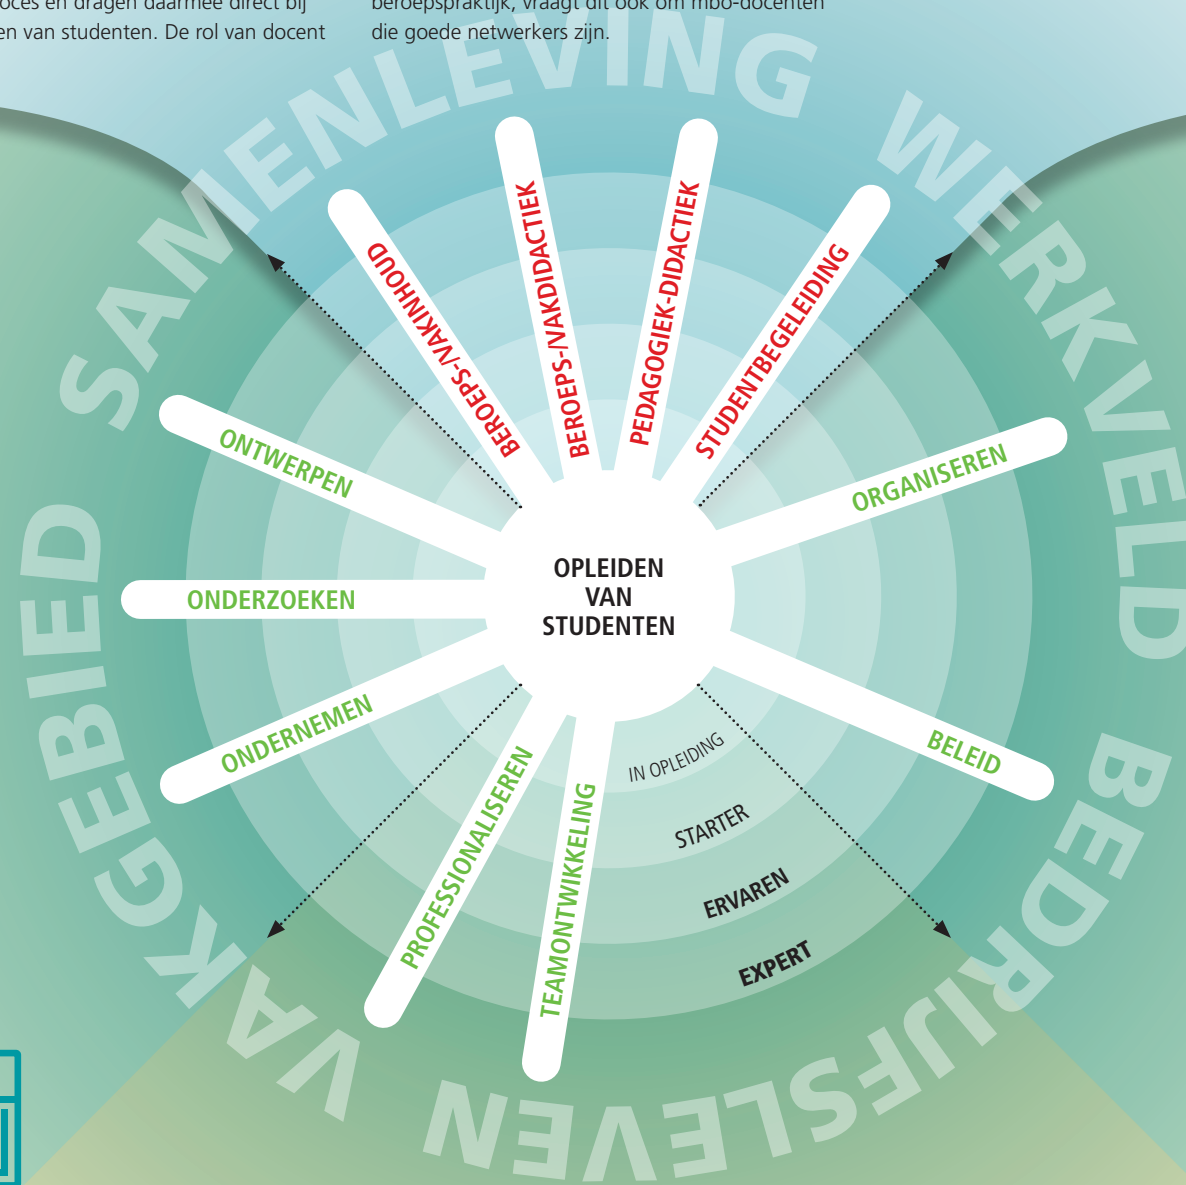 oces en dragen daarmee direct bij
en van studenten. De rol van docent
beroepspraktijk, vraagt dit ook om mbo-docenten
die goede netwerkers zijn.
SAMENLEVING WERKVELD BEDRIJFSLEVEN VAKGEBIED
BEROEPS-/VAKINHOUD
BEROEPS-/VAKDIDACTIEK
PEDAGOGIEK-DIDACTIEK
STUDENTBEGELEIDING
ORGANISEREN
BELEID
TEAMONTWIKKELING
PROFESSIONALISEREN
ONDERNEMEN
ONDERZOEKEN
ONTWERPEN
OPLEIDEN
VAN
STUDENTEN
IN OPLEIDING
STARTER
ERVAREN
EXPERT